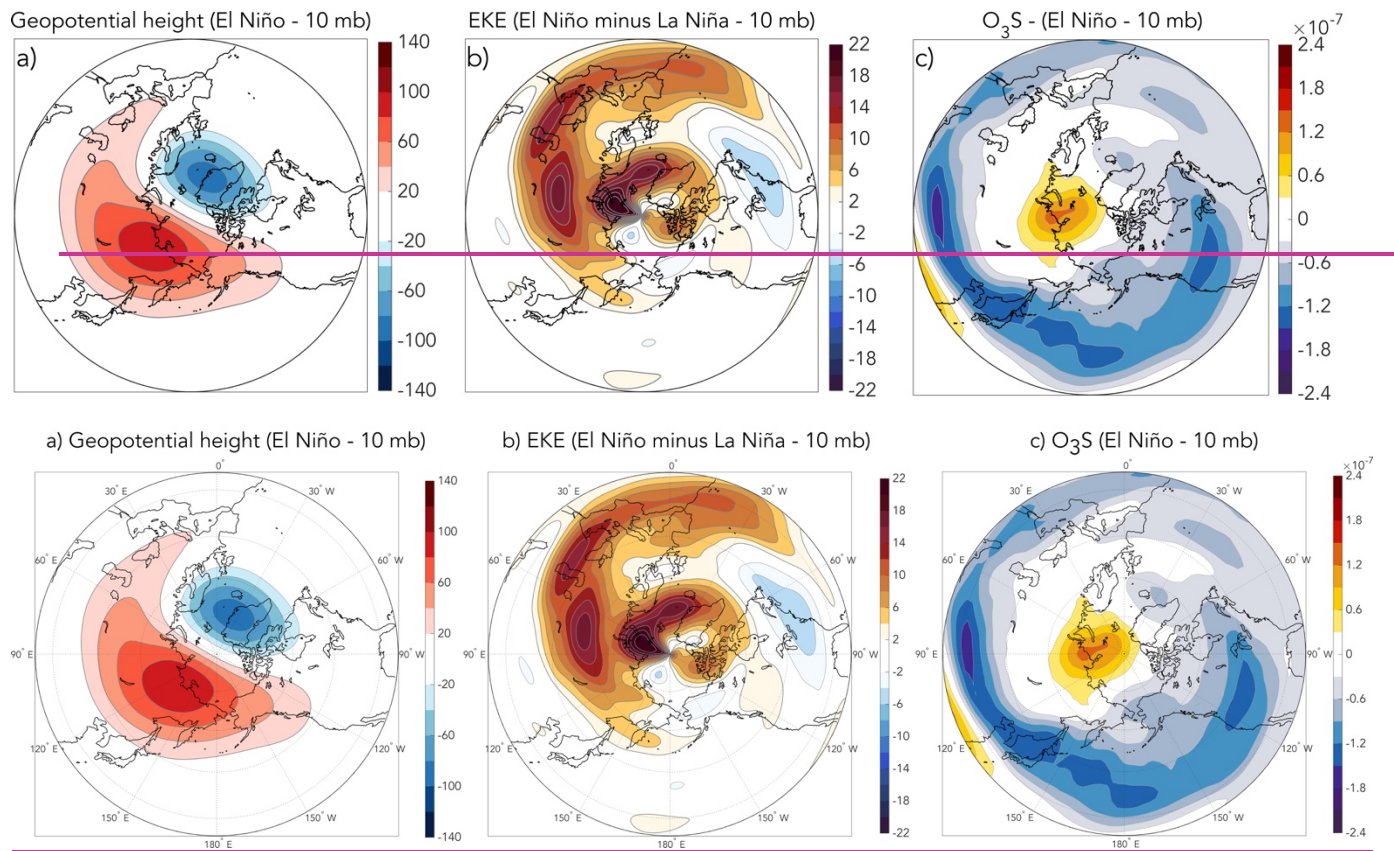 Geopotential height (El Niño - 10 mb)
EKE (El Niño minus La Niña - 10 mb)
O3S - (El Niño - 10 mb)
a)
140
100
60
20
-20
-60
-100
-140
b)
22
18
14
10
6
2
-2
-6
-10
-14
-18
-22
c)
×10-7
2.4
1.8
1.2
0.6
0
-0.6
-1.2
-1.8
-2.4
a) Geopotential height (El Niño - 10 mb)
b) EKE (El Niño minus La Niña - 10 mb)
c) O3S (El Niño - 10 mb)
0°
30° E
30° W
60° E
60° W
90° E
90° W
120° E
120° W
150° E
150° W
180° E
140
100
60
20
-20
-60
-100
-140
0°
30° E
30° W
60° E
60° W
90° E
90° W
120° E
120° W
150° E
150° W
180° E
22
18
14
10
6
2
-2
-6
-10
-14
-18
-22
0°
30° E
30° W
60° E
60° W
90° E
90° W
120° E
120° W
150° E
150° W
180° E
×10-7
2.4
1.8
1.2
0.6
0
-0.6
-1.2
-1.8
-2.4